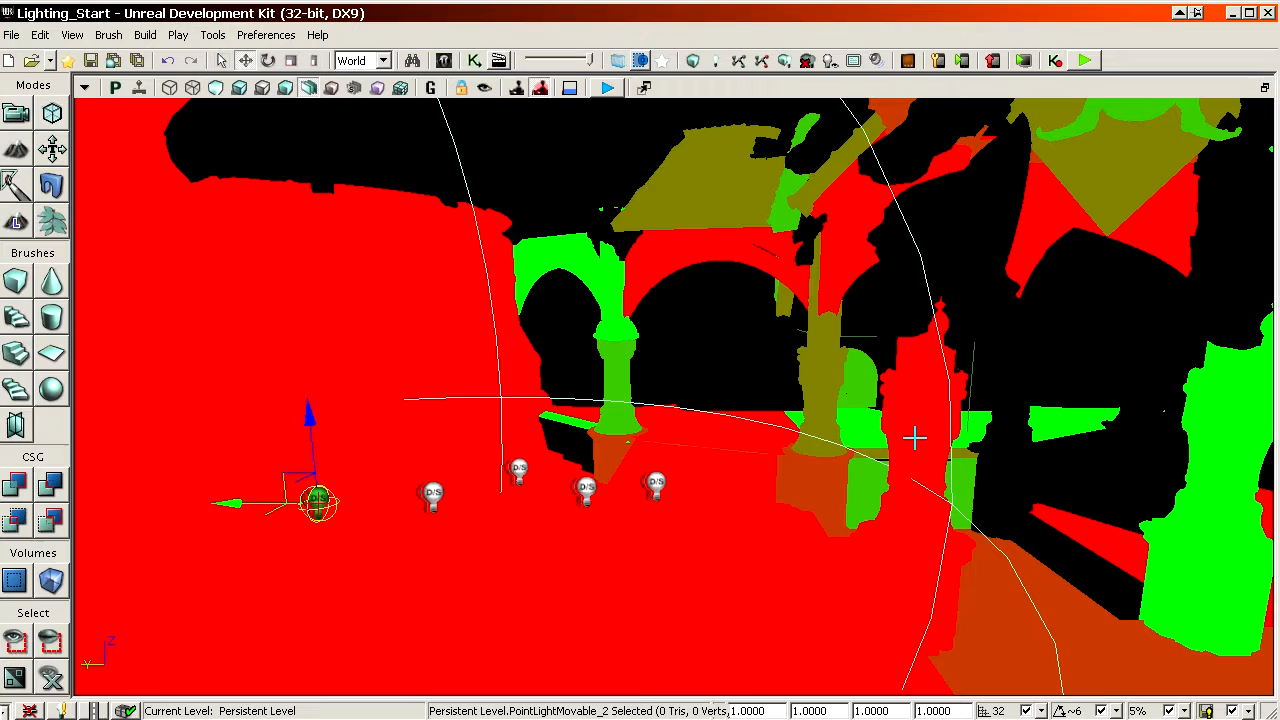 Lighting_Start - Unreal Development Kit (32-bit, DX9)
File Edit View Brush Build Play Tools Preferences Help
World
P
G
Modes
L
Brushes
CSG
Volumes
Select
D/S
D/S
D/S
D/S
Z
Y
Current Level: Persistent Level
Persistent Level.PointLightMovable_2 Selected (0 Tris, 0 Verts,
1.0000
1.0000
1.0000
1.0000
32
~6
5%